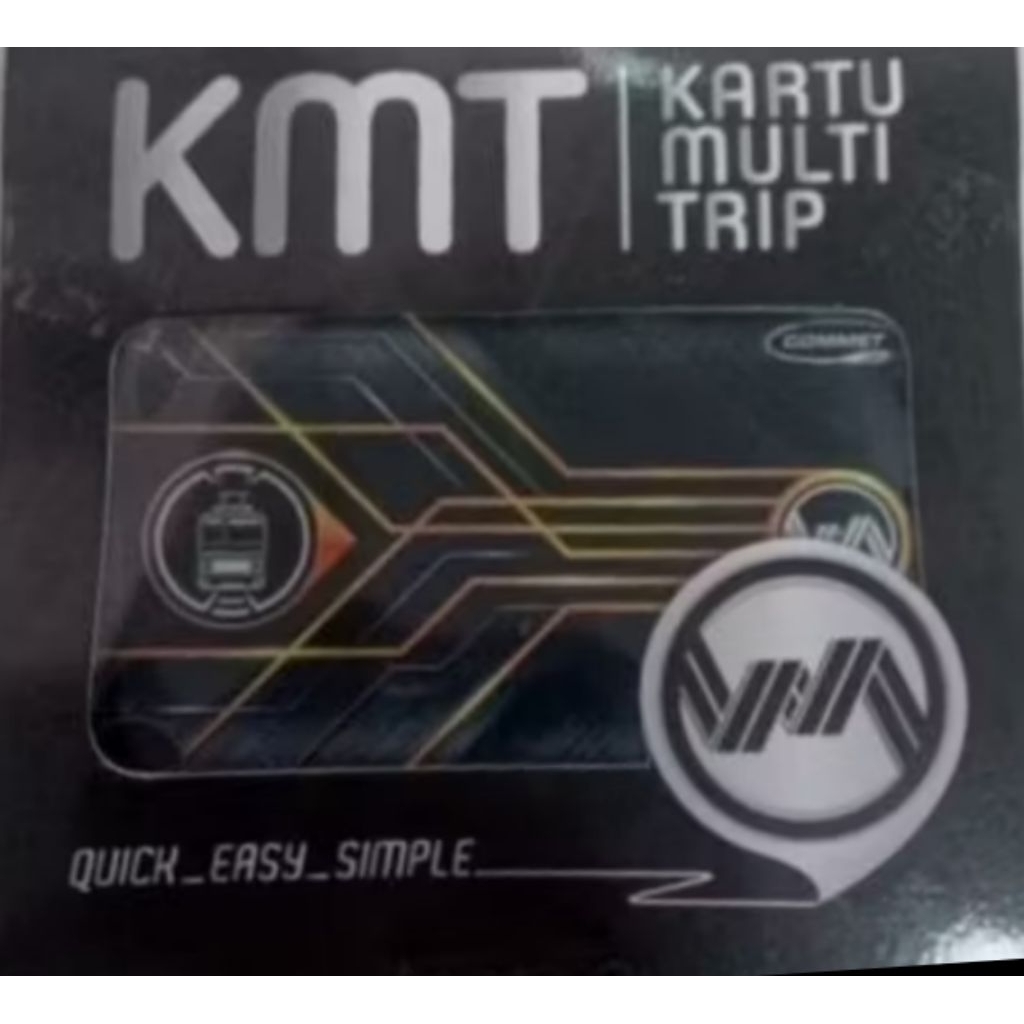 KMT
KARTU
MULTI
TRIP
COMMET
QUICK_EASY_SIMPLE